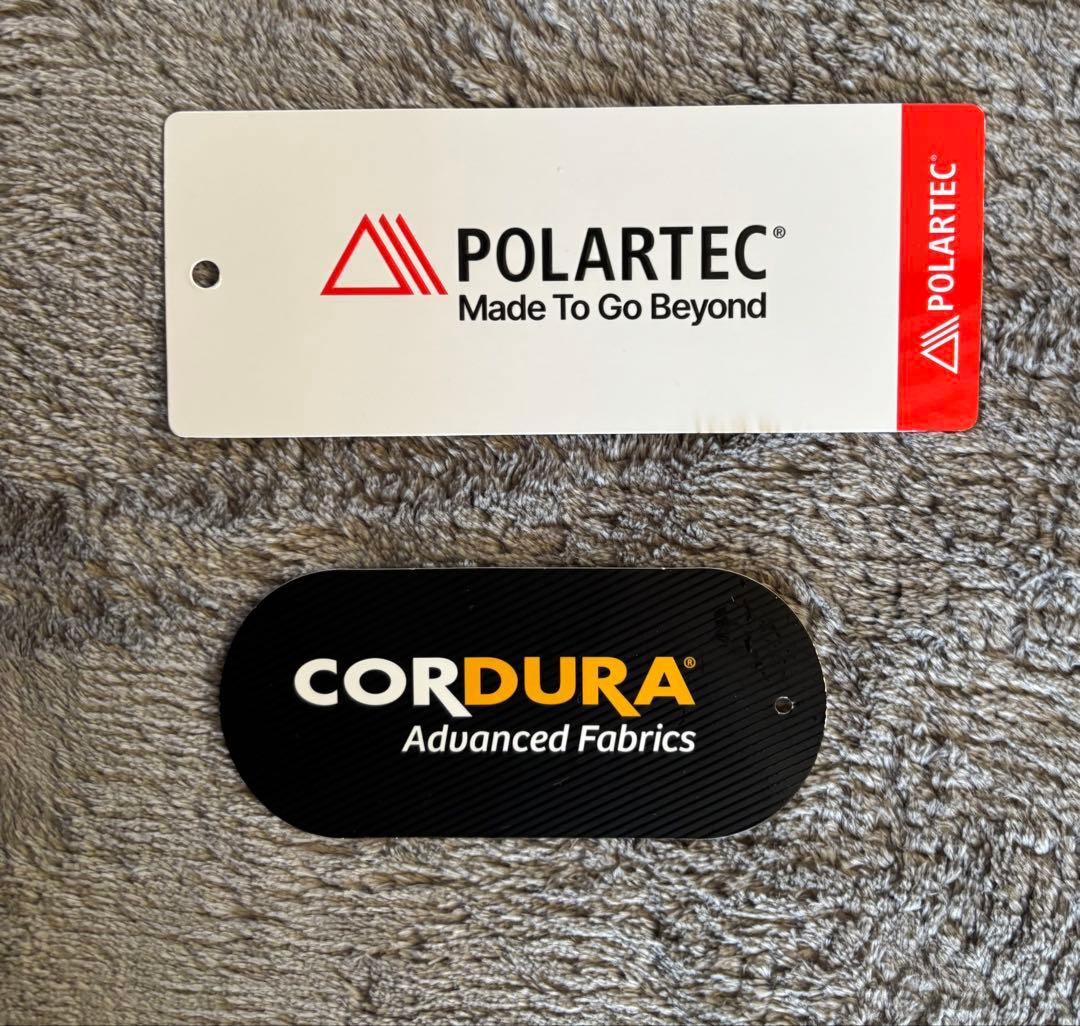 POLARTEC®
Made To Go Beyond
POLARTEC®
CORDURA®
Advanced Fabrics